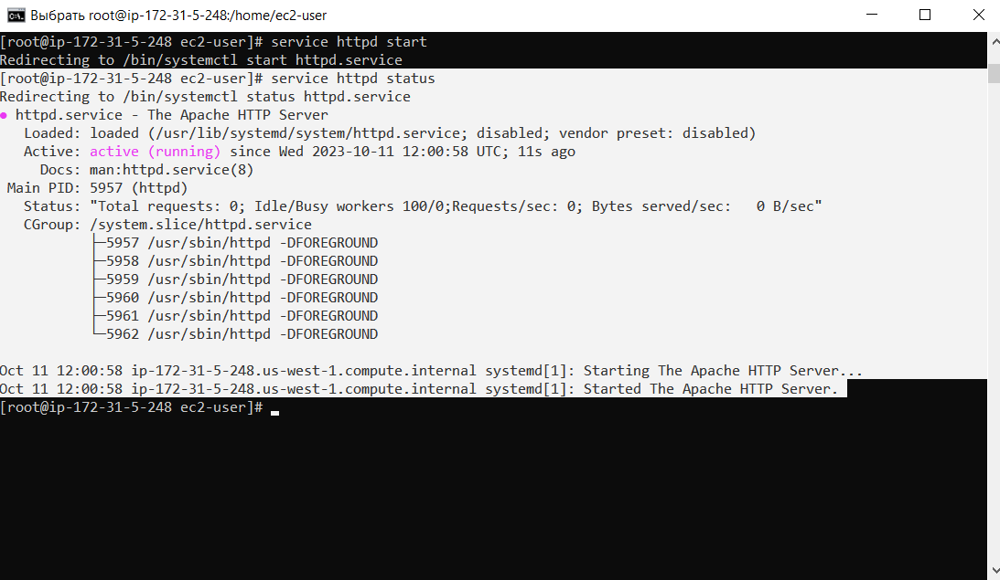 Выбрать root@ip-172-31-5-248:/home/ec2-user
[root@ip-172-31-5-248 ec2-user]# service httpd start
Redirecting to /bin/systemctl start httpd.service
[root@ip-172-31-5-248 ec2-user]# service httpd status
Redirecting to /bin/systemctl status httpd.service
● httpd.service - The Apache HTTP Server
   Loaded: loaded (/usr/lib/systemd/system/httpd.service; disabled; vendor preset: disabled)
   Active: active (running) since Wed 2023-10-11 12:00:58 UTC; 11s ago
     Docs: man:httpd.service(8)
 Main PID: 5957 (httpd)
   Status: "Total requests: 0; Idle/Busy workers 100/0;Requests/sec: 0; Bytes served/sec:   0 B/sec"
   CGroup: /system.slice/httpd.service
           ├─5957 /usr/sbin/httpd -DFOREGROUND
           ├─5958 /usr/sbin/httpd -DFOREGROUND
           ├─5959 /usr/sbin/httpd -DFOREGROUND
           ├─5960 /usr/sbin/httpd -DFOREGROUND
           ├─5961 /usr/sbin/httpd -DFOREGROUND
           └─5962 /usr/sbin/httpd -DFOREGROUND
Oct 11 12:00:58 ip-172-31-5-248.us-west-1.compute.internal systemd[1]: Starting The Apache HTTP Server...
Oct 11 12:00:58 ip-172-31-5-248.us-west-1.compute.internal systemd[1]: Started The Apache HTTP Server.
[root@ip-172-31-5-248 ec2-user]#